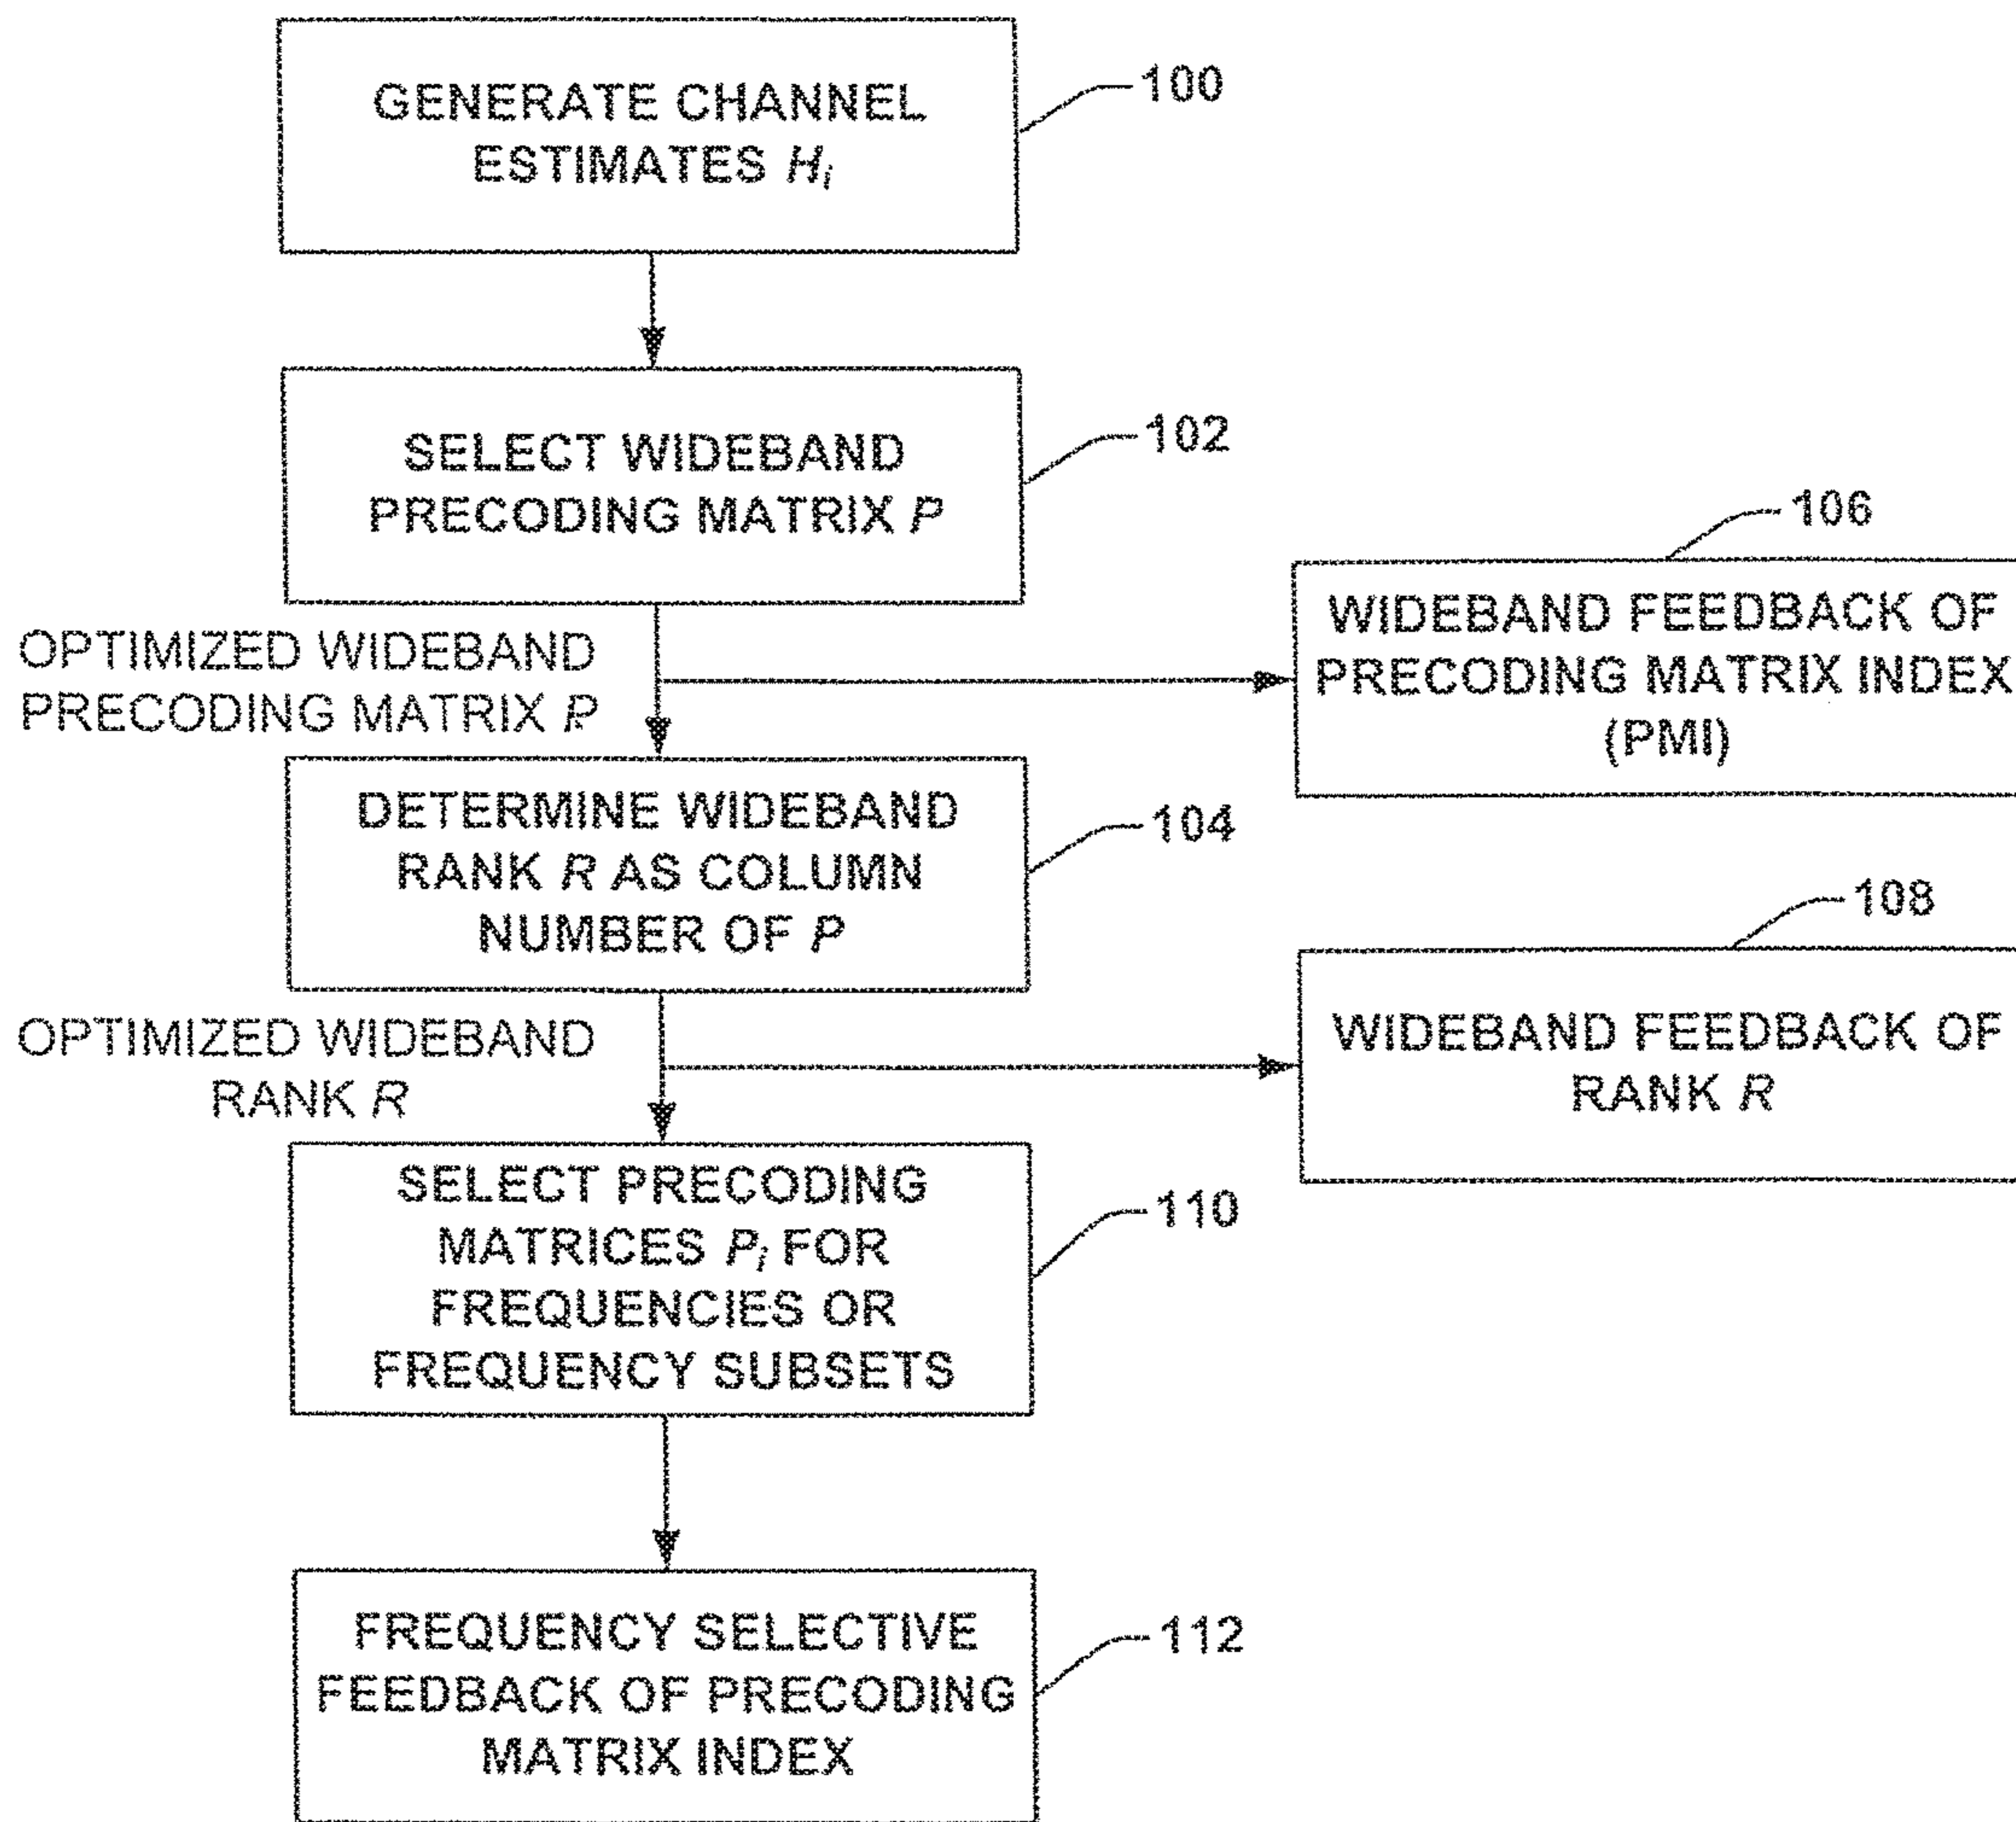 GENERATE CHANNEL
ESTIMATES Hi
100
SELECT WIDEBAND
PRECODING MATRIX P
102
OPTIMIZED WIDEBAND
PRECODING MATRIX P
106
WIDEBAND FEEDBACK OF
PRECODING MATRIX INDEX
(PMI)
DETERMINE WIDEBAND
RANK R AS COLUMN
NUMBER OF P
104
108
WIDEBAND FEEDBACK OF
RANK R
OPTIMIZED WIDEBAND
RANK R
SELECT PRECODING
MATRICES Pi FOR
FREQUENCIES OR
FREQUENCY SUBSETS
110
FREQUENCY SELECTIVE
FEEDBACK OF PRECODING
MATRIX INDEX
112